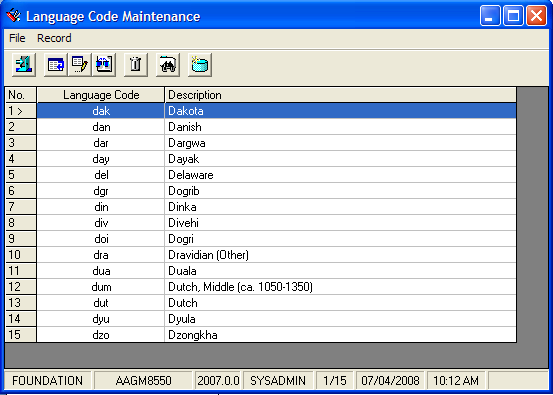 Language Code Maintenance
File Record
No. Language Code Description
1 > dak Dakota
2 dan Danish
3 dar Dargwa
4 day Dayak
5 del Delaware
6 dgr Dogrib
7 din Dinka
8 div Divehi
9 doi Dogri
10 dra Dravidian (Other)
11 dua Duala
12 dum Dutch, Middle (ca. 1050-1350)
13 dut Dutch
14 dyu Dyula
15 dzo Dzongkha
FOUNDATION AAGM8550 2007.0.0 SYSADMIN 1/15 07/04/2008 10:12 AM